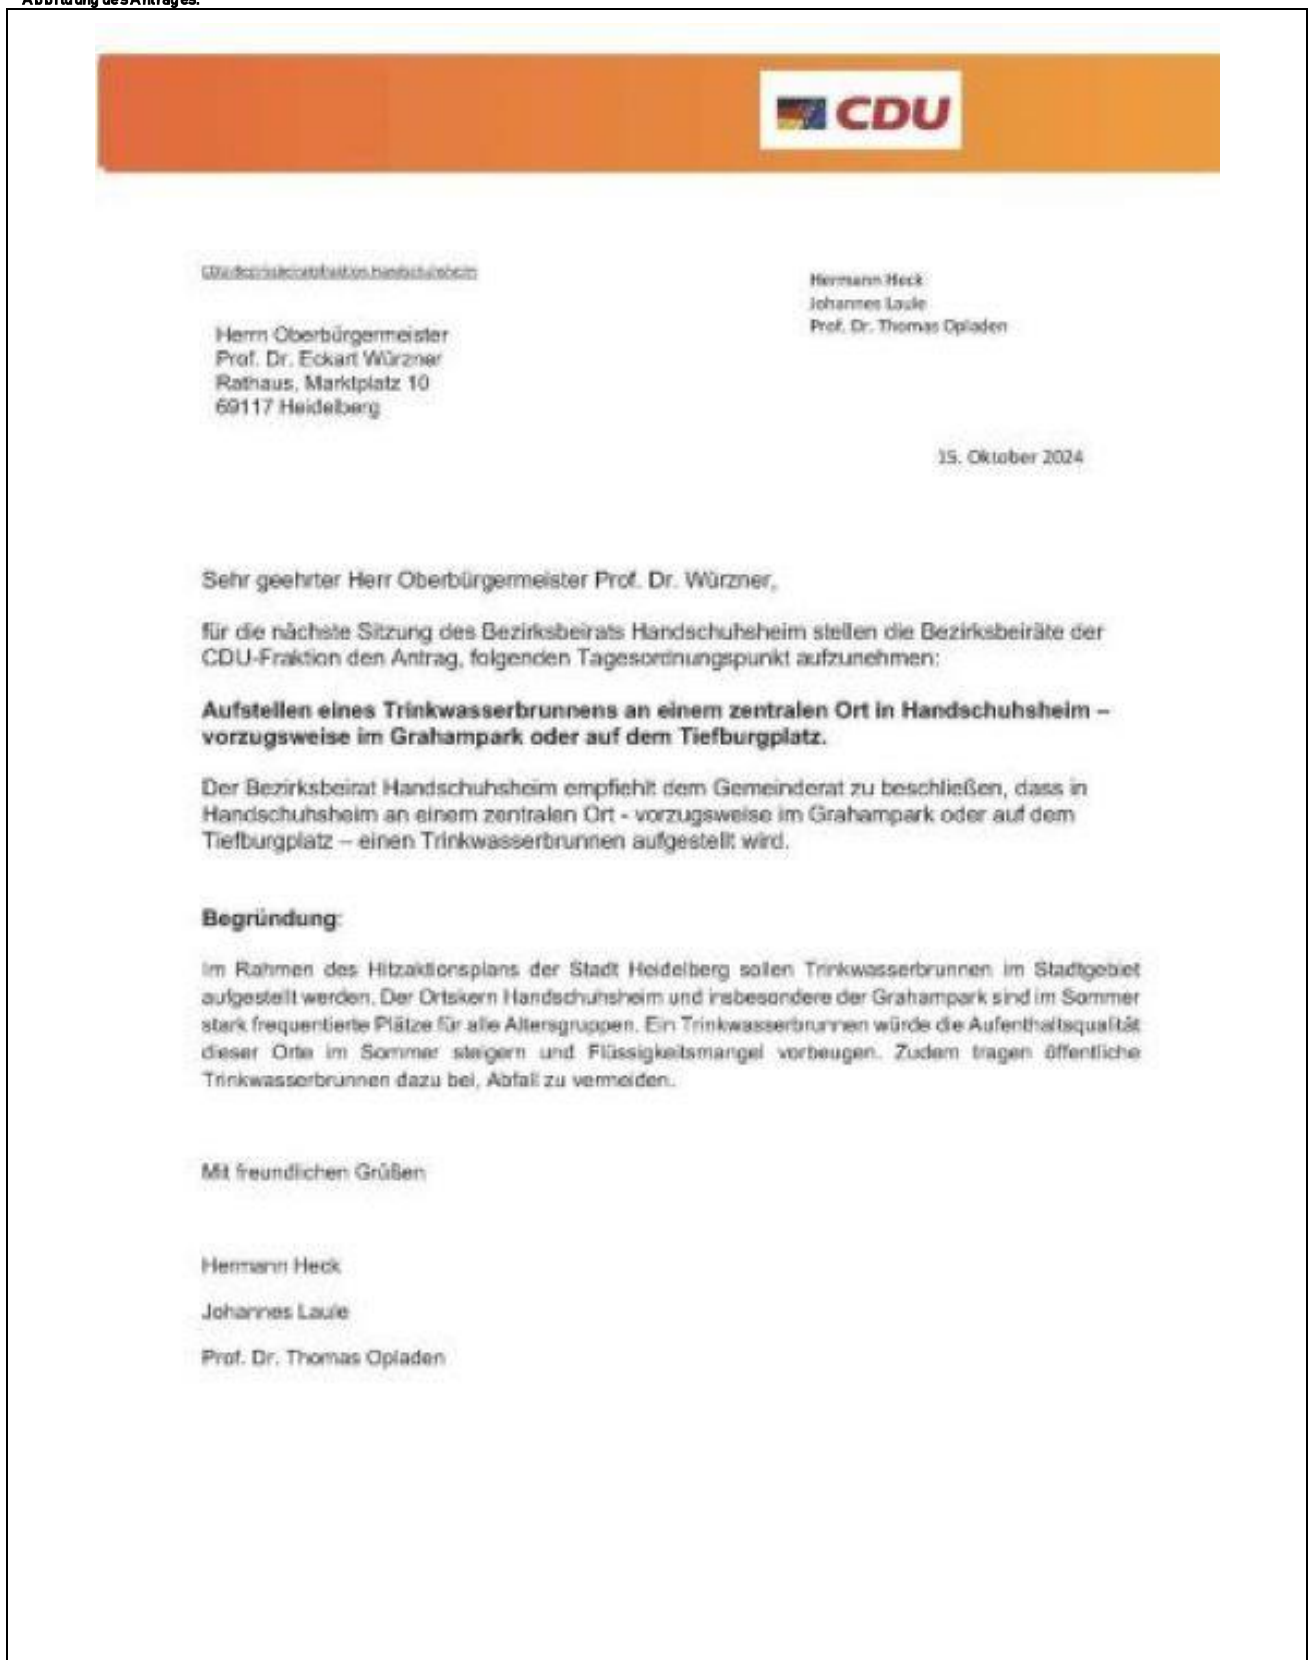 Abbildung des Antrages:
CDU
CDU-Bezirksbeiratsfraktion Handschuhsheim
Hermann Heck
Johannes Laule
Prof. Dr. Thomas Opladen
Herrn Oberbürgermeister
Prof. Dr. Eckart Würzner
Rathaus, Marktplatz 10
69117 Heidelberg
15. Oktober 2024
Sehr geehrter Herr Oberbürgermeister Prof. Dr. Würzner,
für die nächste Sitzung des Bezirksbeirats Handschuhsheim stellen die Bezirksbeiräte der
CDU-Fraktion den Antrag, folgenden Tagesordnungspunkt aufzunehmen:
Aufstellen eines Trinkwasserbrunnens an einem zentralen Ort in Handschuhsheim –
vorzugsweise im Grahampark oder auf dem Tiefburgplatz.
Der Bezirksbeirat Handschuhsheim empfiehlt dem Gemeinderat zu beschließen, dass in
Handschuhsheim an einem zentralen Ort - vorzugsweise im Grahampark oder auf dem
Tiefburgplatz – einen Trinkwasserbrunnen aufgestellt wird.
Begründung:
Im Rahmen des Hitzaktionsplans der Stadt Heidelberg sollen Trinkwasserbrunnen im Stadtgebiet
aufgestellt werden. Der Ortskern Handschuhsheim und insbesondere der Grahampark sind im Sommer
stark frequentierte Plätze für alle Altersgruppen. Ein Trinkwasserbrunnen würde die Aufenthaltsqualität
dieser Orte im Sommer steigern und Flüssigkeitsmangel vorbeugen. Zudem tragen öffentliche
Trinkwasserbrunnen dazu bei, Abfall zu vermeiden.
Mit freundlichen Grüßen
Hermann Heck
Johannes Laule
Prof. Dr. Thomas Opladen